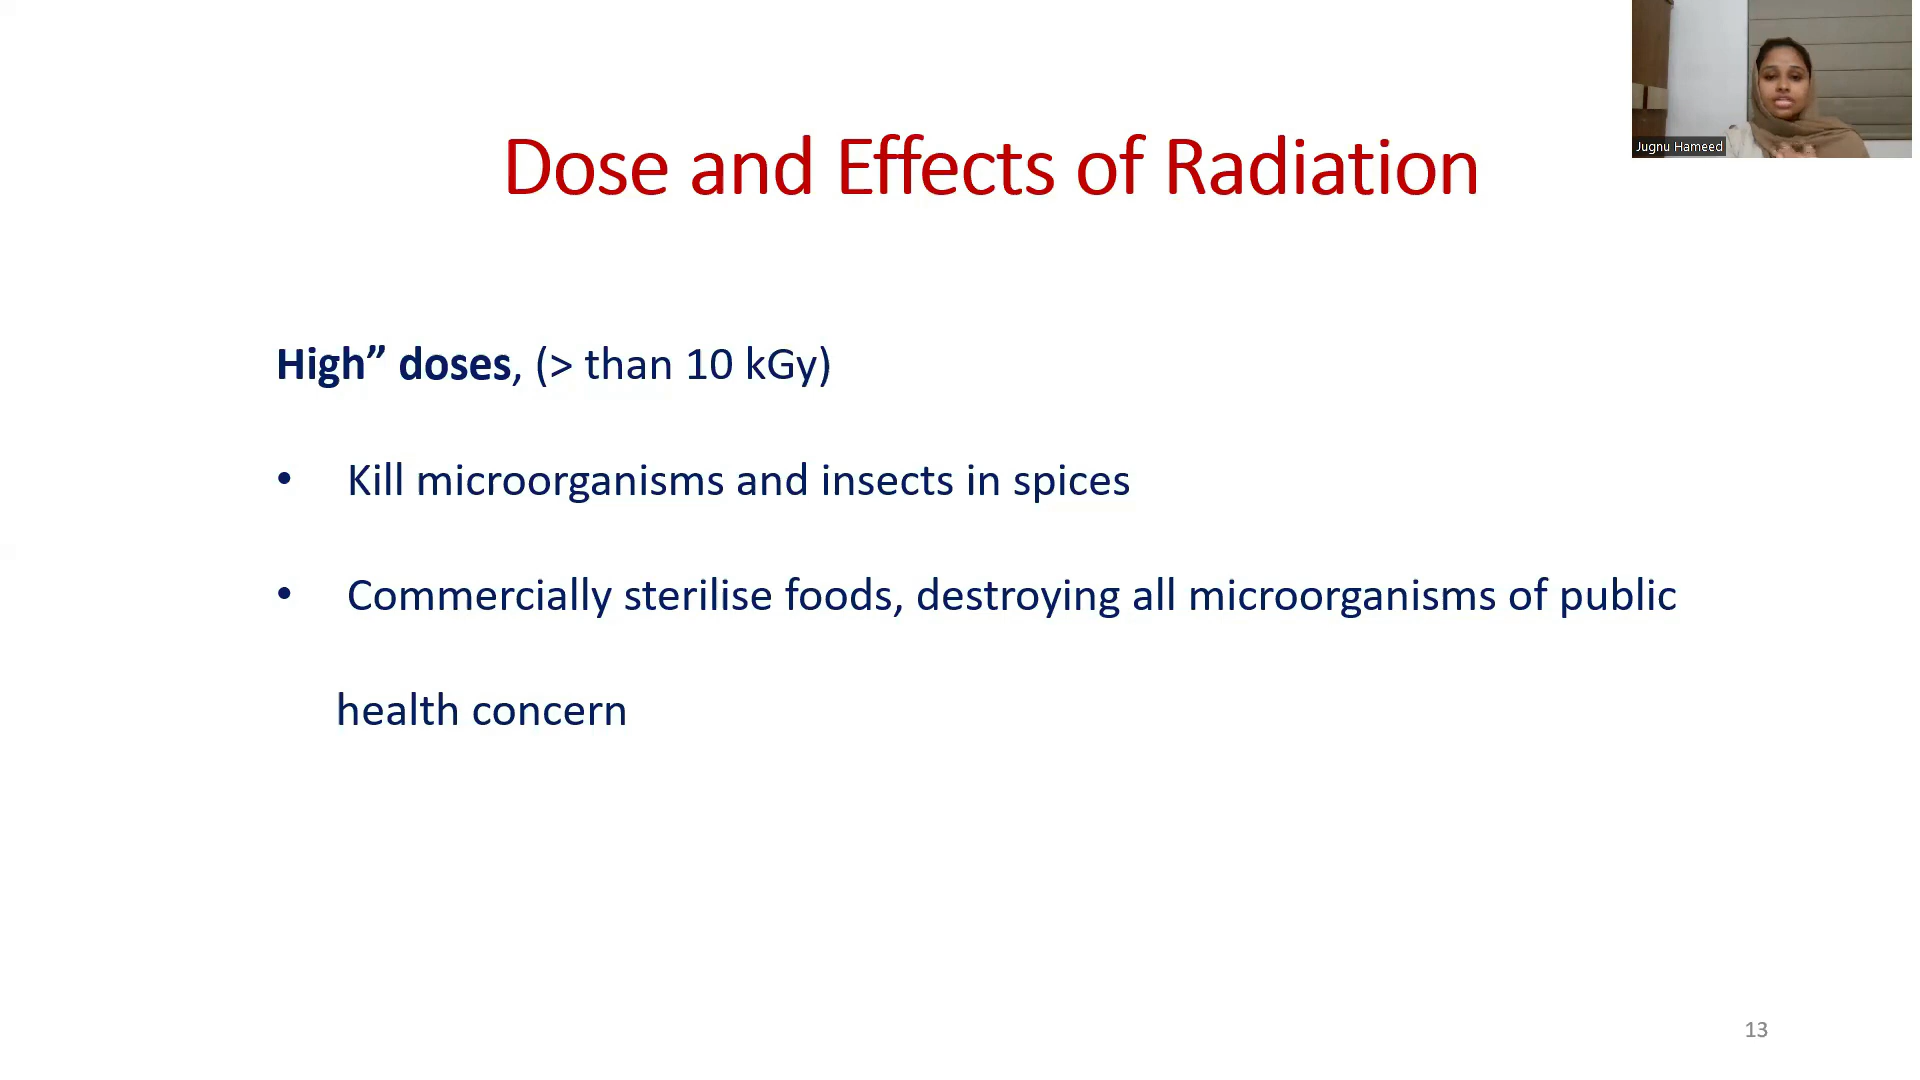 Jugnu Hameed
Dose and Effects of Radiation
High” doses, (> than 10 kGy)
• Kill microorganisms and insects in spices
• Commercially sterilise foods, destroying all microorganisms of public
health concern
13